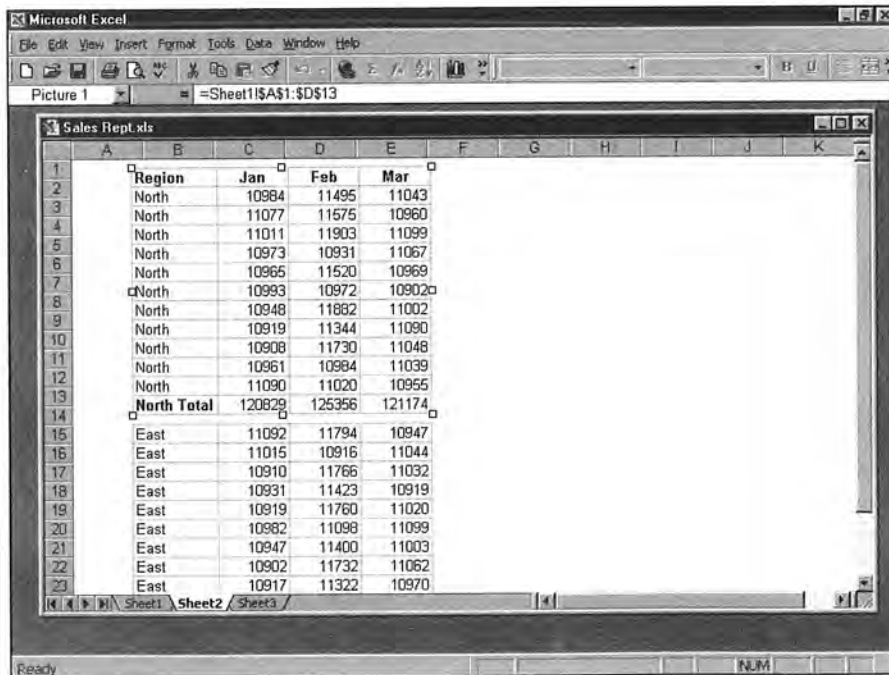 Microsoft Excel
File Edit View Insert Format Tools Data Window Help
ABC Σ B U
Picture 1 = =Sheet1!$A$1:$D$13
Sales Rept.xls
A B C D E F G H I J K
1 Region Jan Feb Mar
2 North 10984 11495 11043
3 North 11077 11575 10960
4 North 11011 11903 11099
5 North 10973 10931 11067
6 North 10965 11520 10969
7 North 10993 10972 10902
8 North 10948 11882 11002
9 North 10919 11344 11090
10 North 10908 11730 11048
11 North 10961 10984 11039
12 North 11090 11020 10955
13 North Total 120829 125356 121174
14
15 East 11092 11794 10947
16 East 11015 10916 11044
17 East 10910 11766 11032
18 East 10931 11423 10919
19 East 10919 11760 11020
20 East 10982 11098 11099
21 East 10947 11400 11003
22 East 10902 11732 11062
23 East 10917 11322 10970
Sheet1 Sheet2 Sheet3
Ready NUM